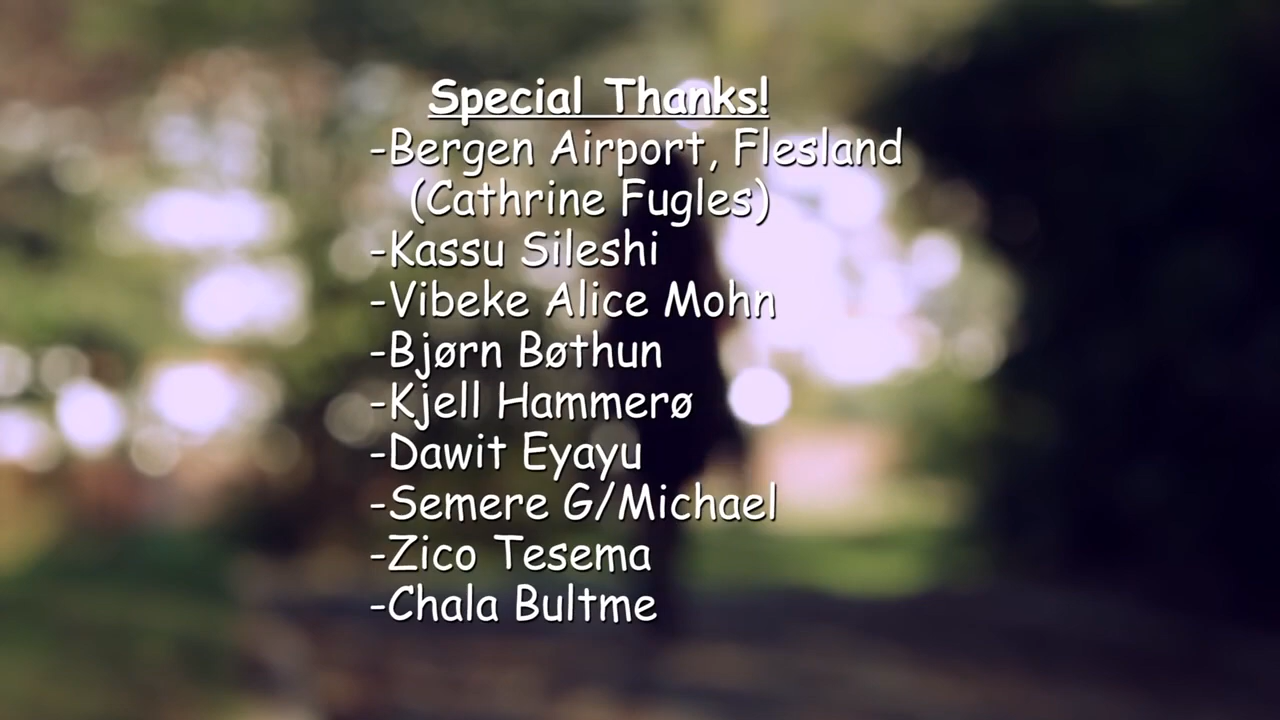 Special Thanks!
-Bergen Airport, Flesland
(Cathrine Fugles)
-Kassu Sileshi
-Vibeke Alice Mohn
-Bjørn Bøthun
-Kjell Hammerø
-Dawit Eyayu
-Semere G/Michael
-Zico Tesema
-Chala Bultme